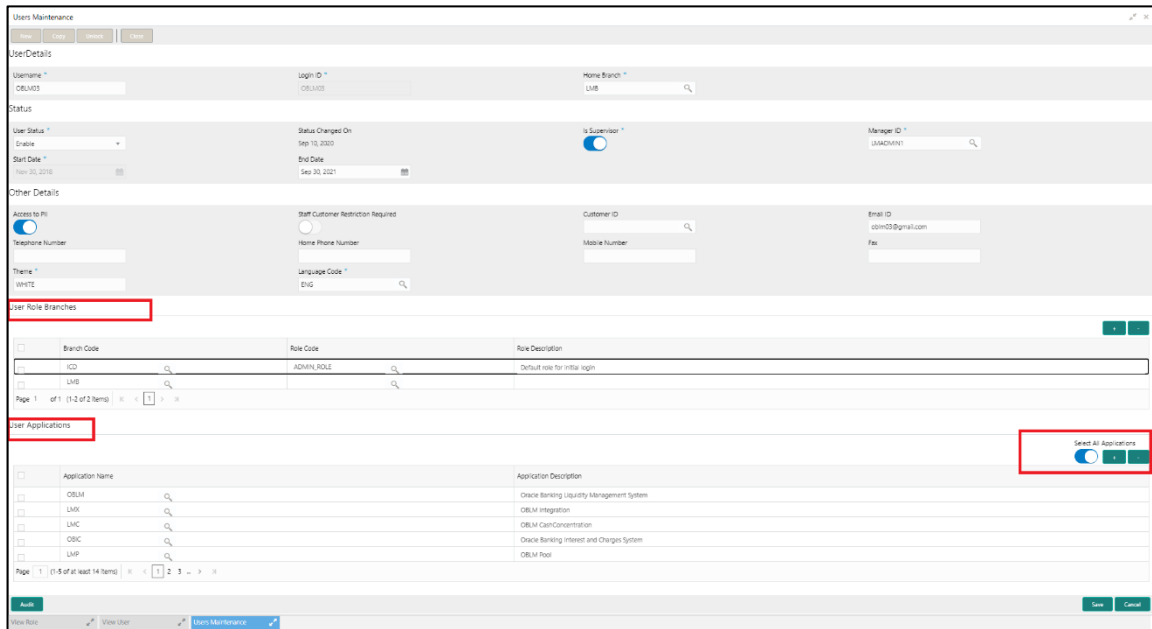 Users Maintenance
New Copy Unlock Close
UserDetails
Username * Login ID * Home Branch *
OBLM03 OBLM03 LMB
Status
User Status * Status Changed On Is Supervisor * Manager ID *
Enable Sep 10, 2020 LMADMIN1
Start Date * End Date
Nov 30, 2016 Sep 30, 2021
Other Details
Access to PII Staff Customer Restriction Required Customer ID Email ID
oblm03@gmail.com
Telephone Number Home Phone Number Mobile Number Fax
Theme * Language Code *
WHITE ENG
User Role Branches
+ -
Branch Code Role Code Role Description
ICD ADMIN_ROLE Default role for initial login
LMB
Page 1 of 1 (1-2 of 2 items) K < 1 > >|
User Applications
Select All Applications
+ -
Application Name Application Description
OBLM Oracle Banking Liquidity Management System
LMX OBLM Integration
LMC OBLM CashConcentration
OBIC Oracle Banking Interest and Charges System
LMP OBLM Pool
Page 1 (1-5 of at least 14 items) K < 1 2 3 ... > >|
Audit Save Cancel
View Role View User Users Maintenance